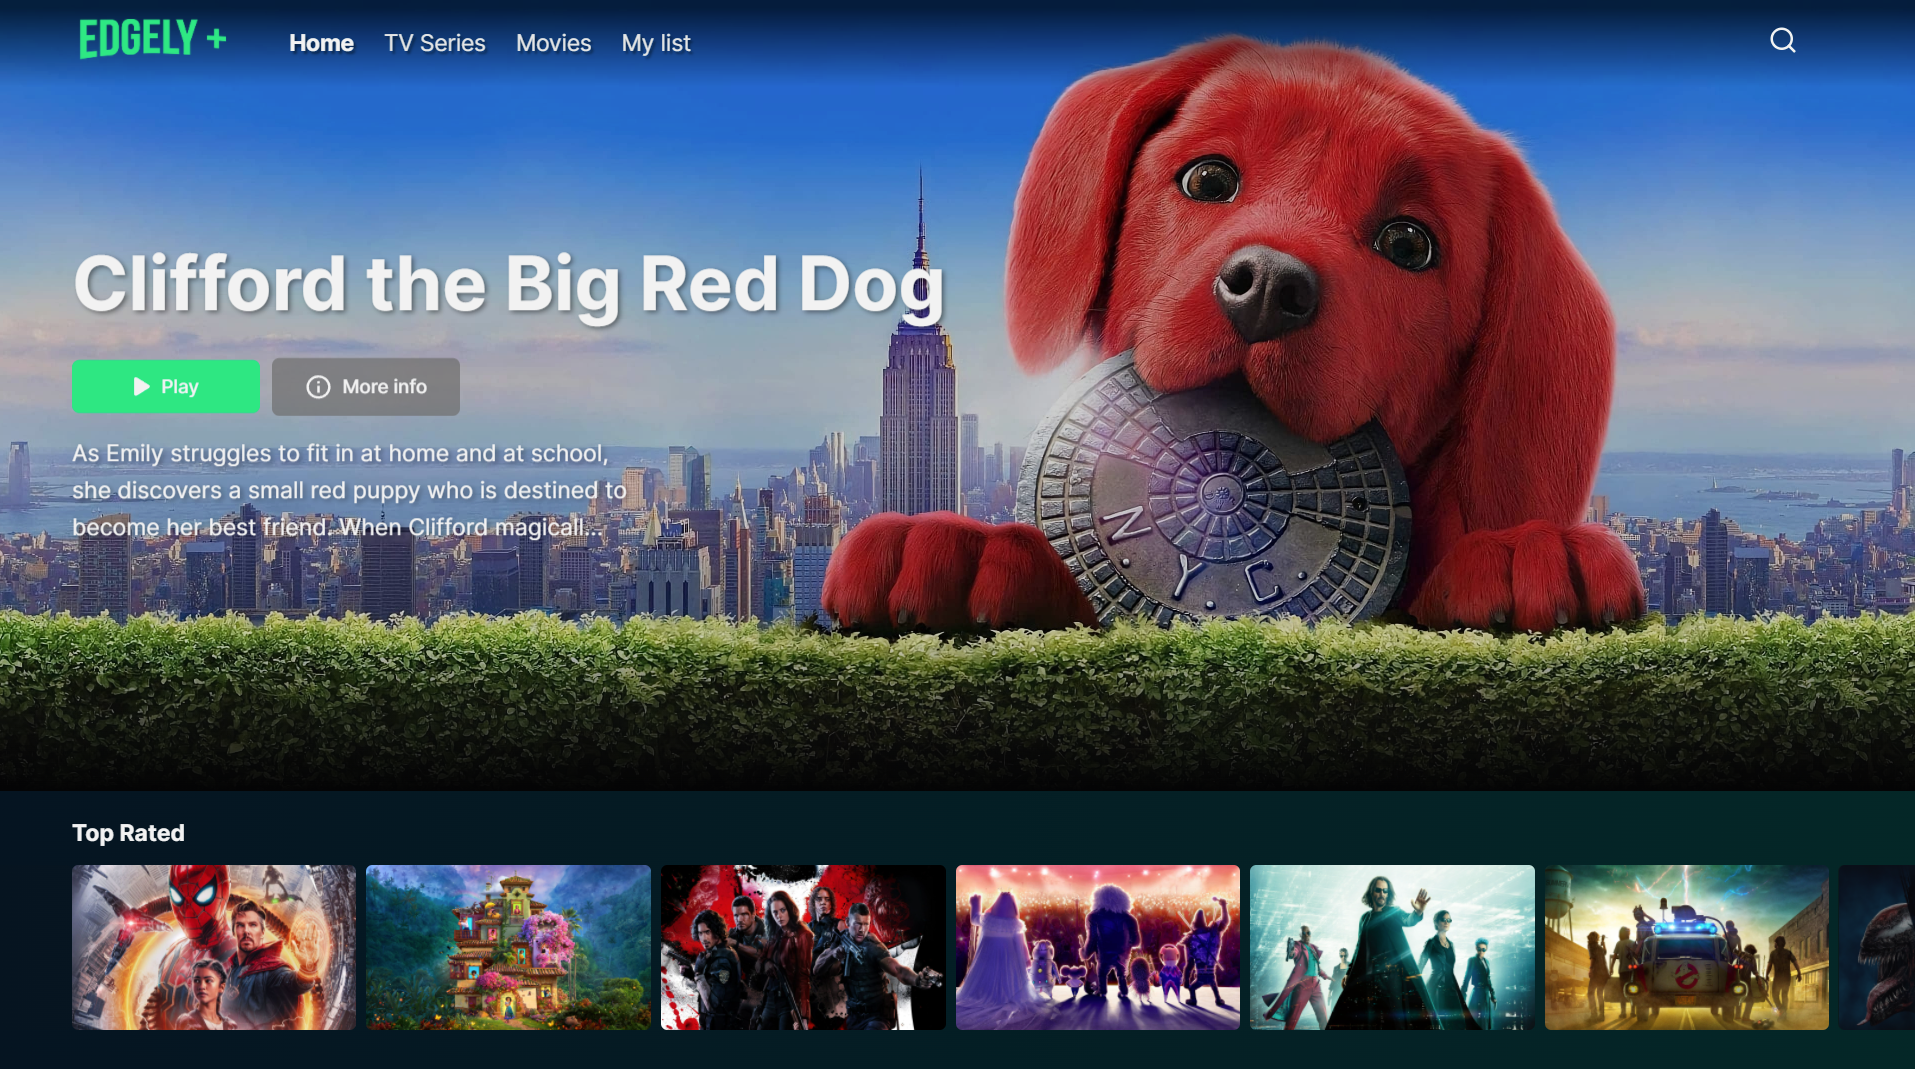 EDGELY +
Home TV Series Movies My list
Clifford the Big Red Dog
Play More info
As Emily struggles to fit in at home and at school,
she discovers a small red puppy who is destined to
become her best friend. When Clifford magicall...
N.Y.C.
Top Rated